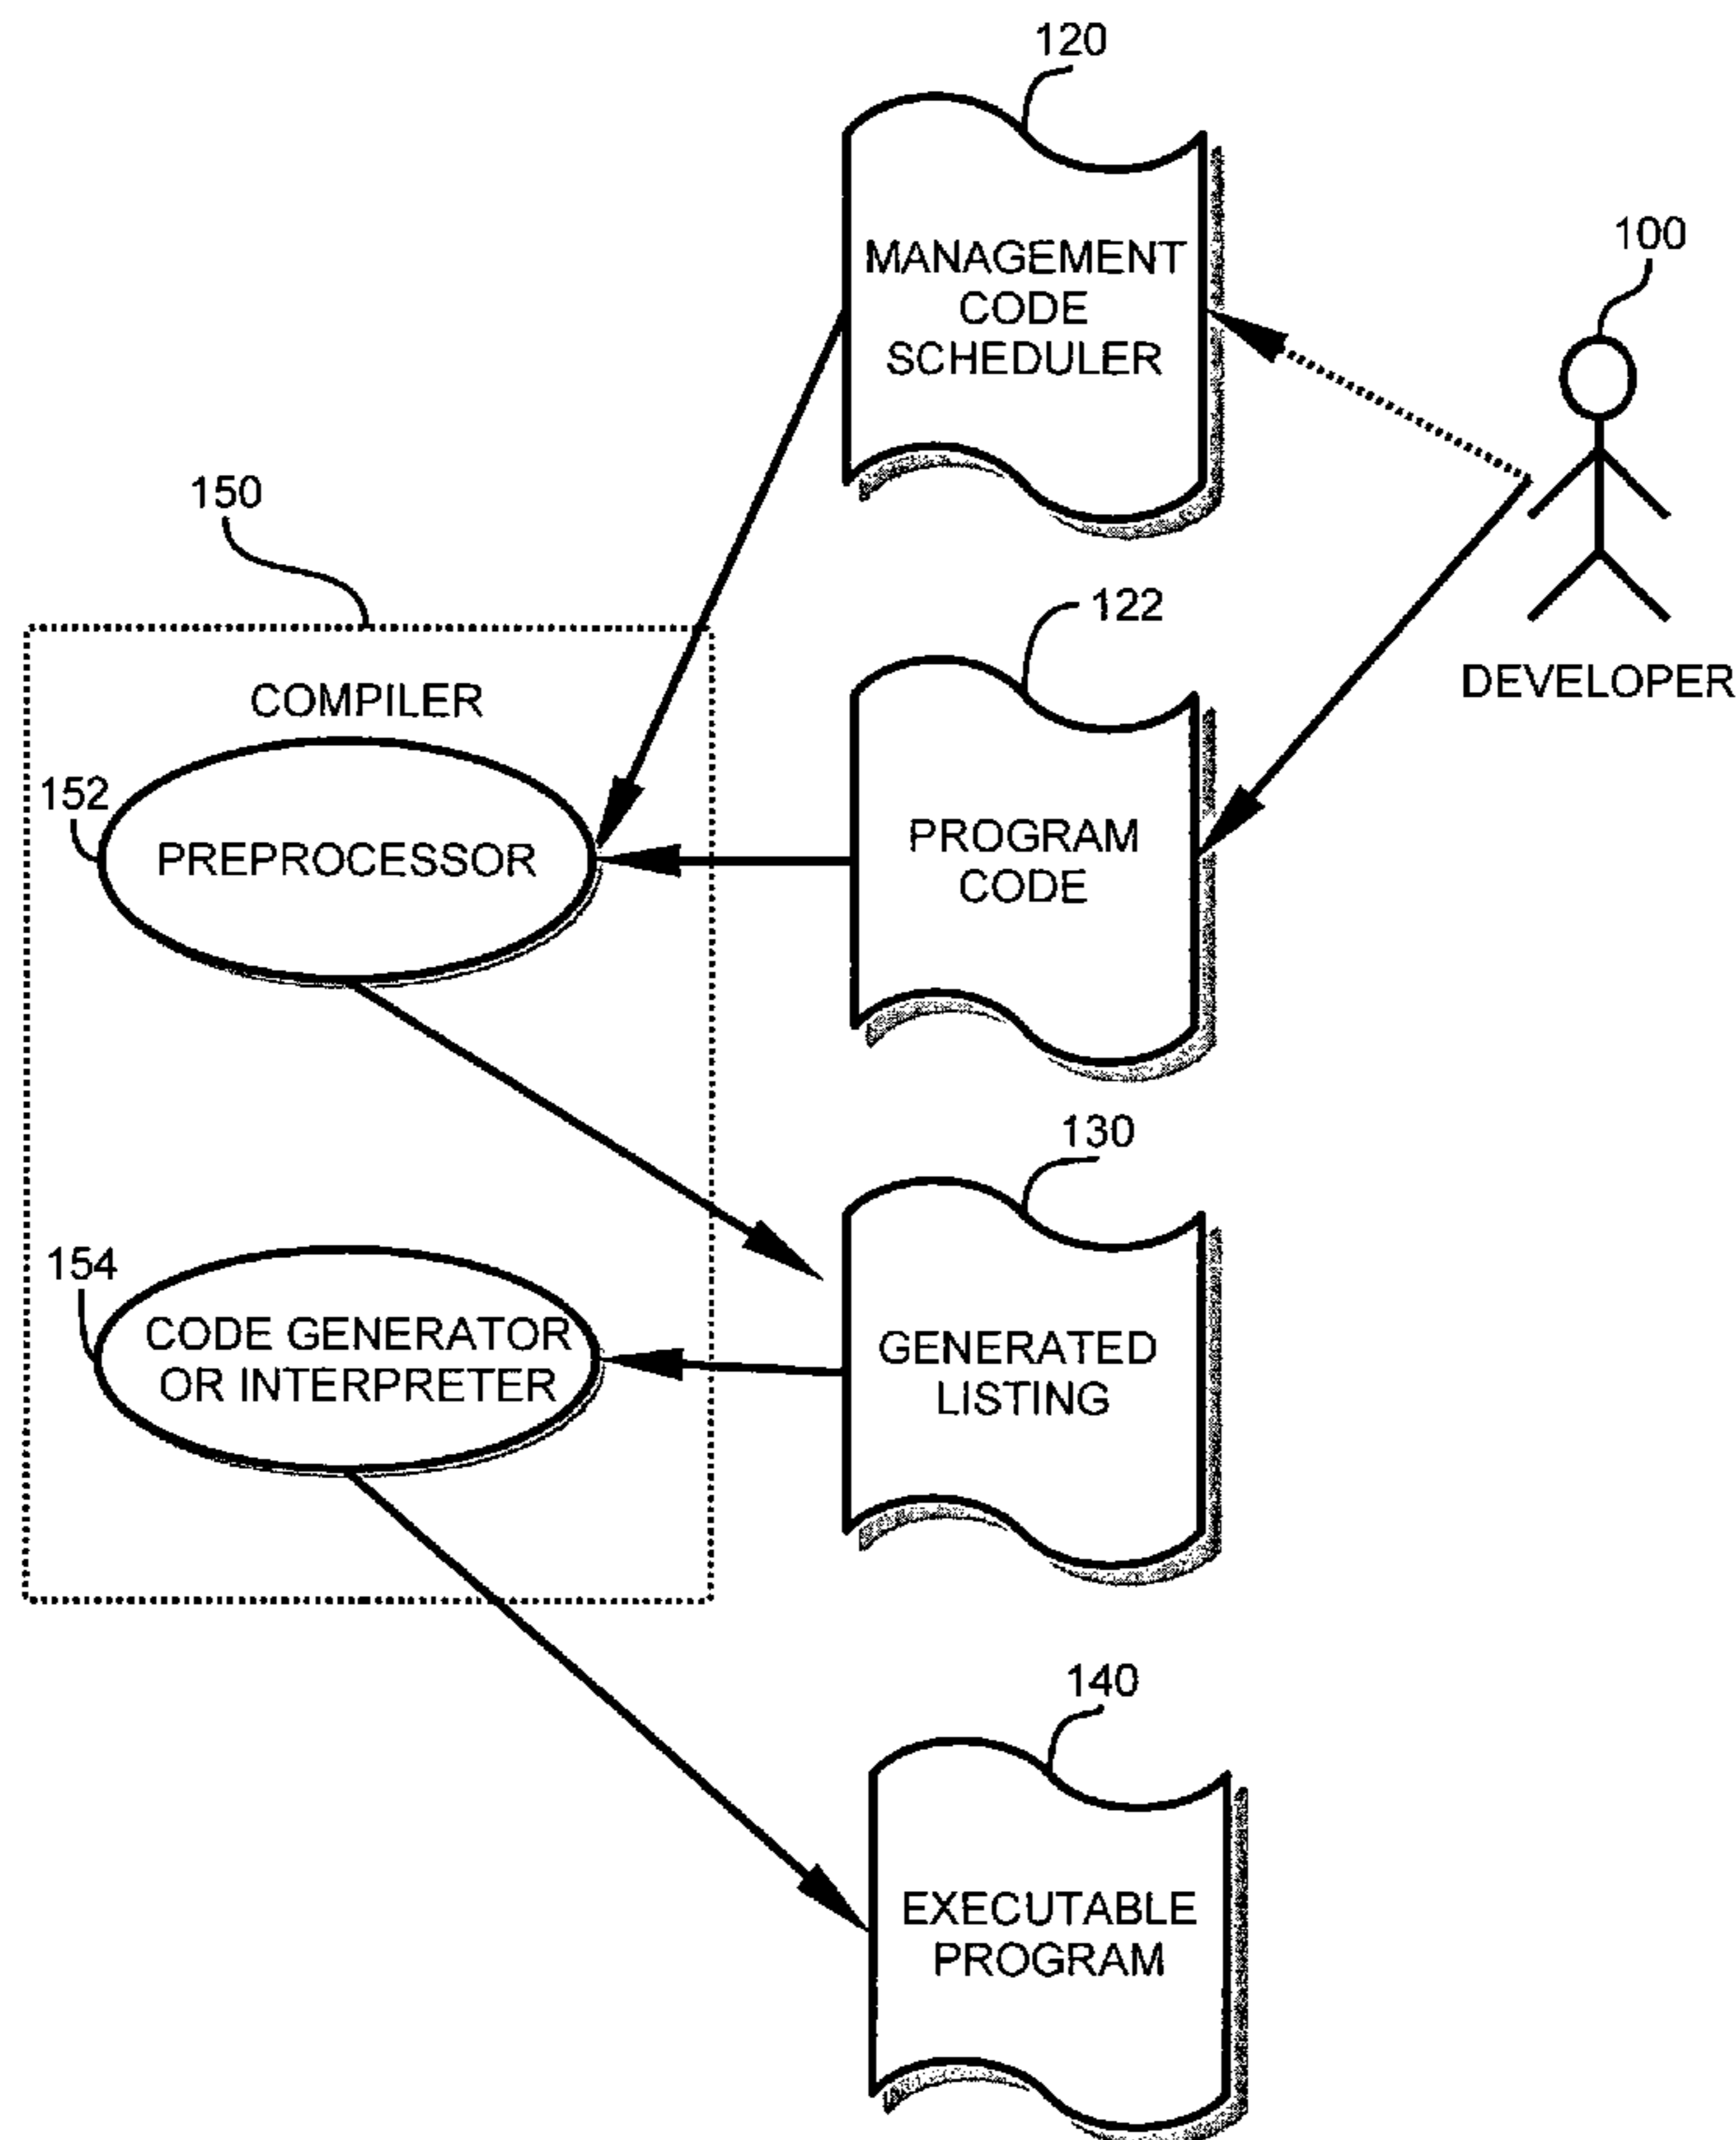 120
MANAGEMENT
CODE
SCHEDULER
100
DEVELOPER
150
COMPILER
152
PREPROCESSOR
122
PROGRAM
CODE
130
GENERATED
LISTING
154
CODE GENERATOR
OR INTERPRETER
140
EXECUTABLE
PROGRAM